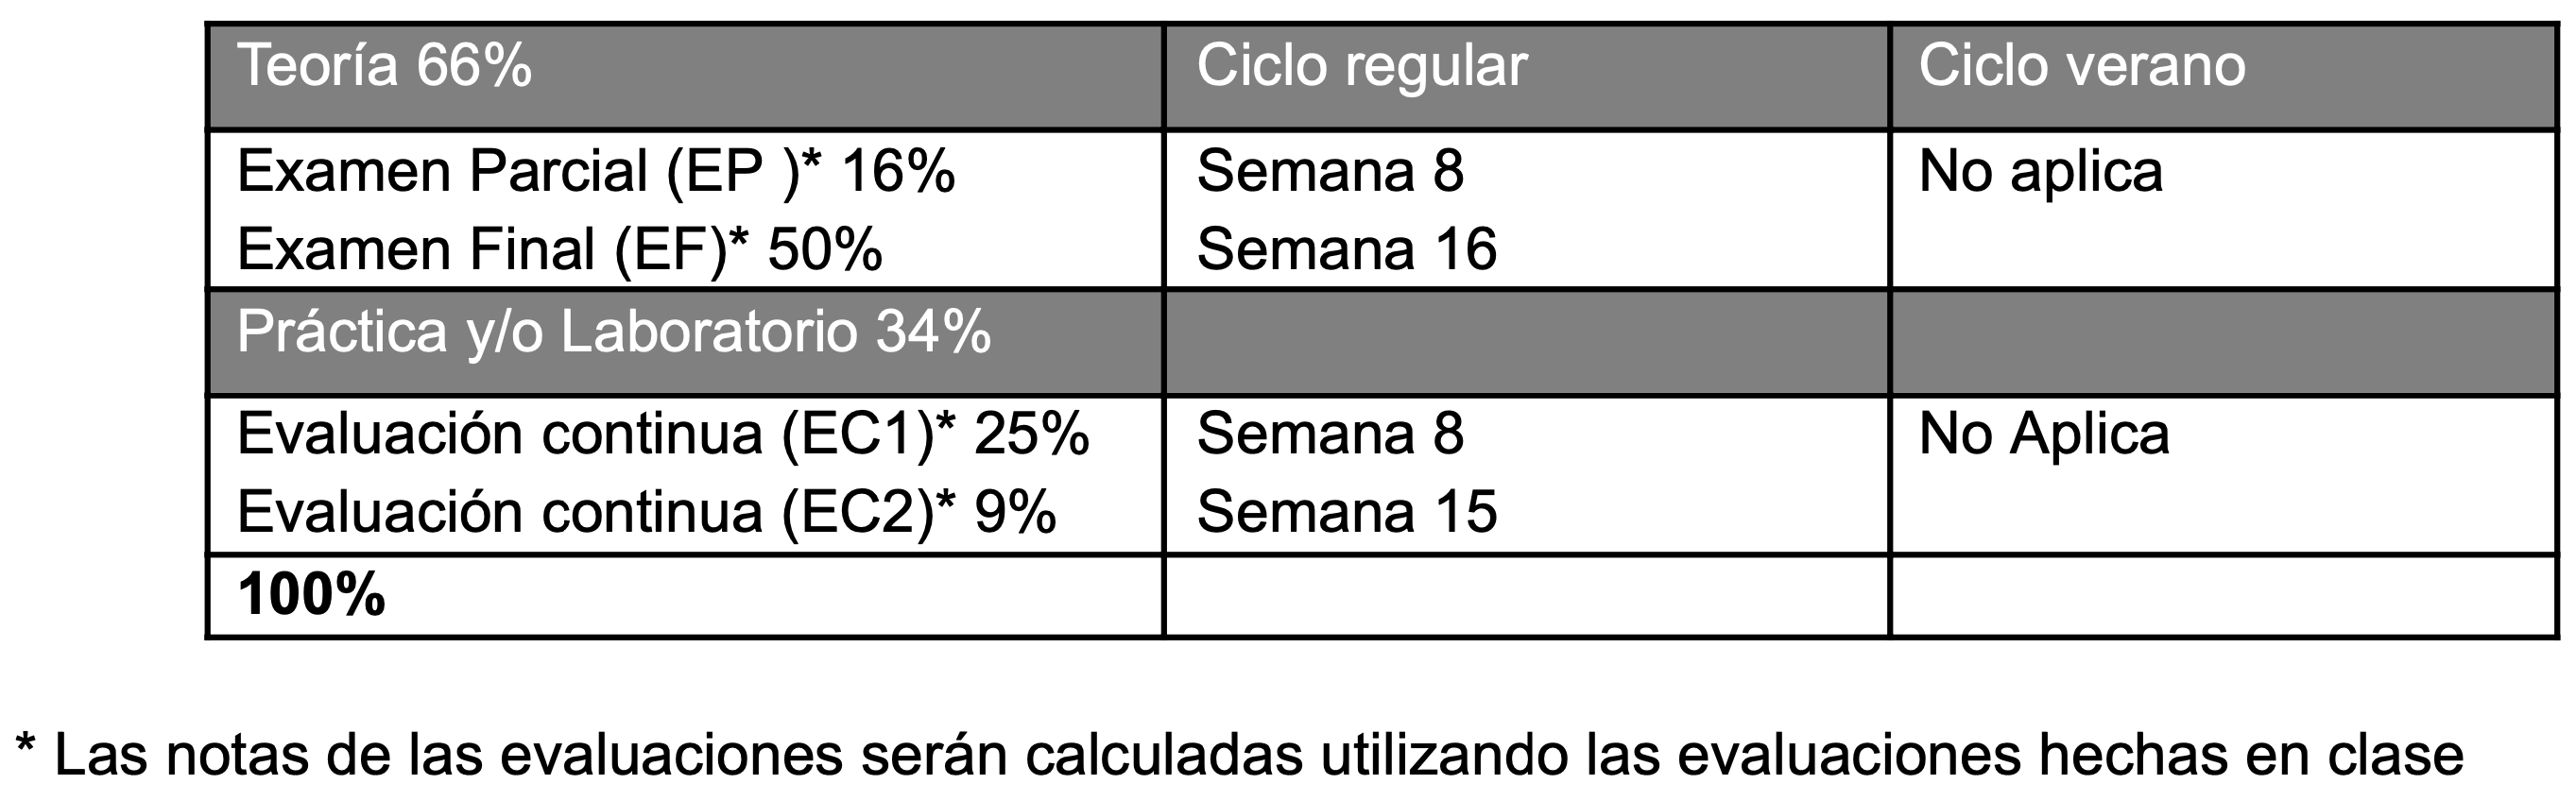 Teoría 66% Ciclo regular Ciclo verano
Examen Parcial (EP )* 16% Semana 8 No aplica
Examen Final (EF)* 50% Semana 16
Práctica y/o Laboratorio 34%
Evaluación continua (EC1)* 25% Semana 8 No Aplica
Evaluación continua (EC2)* 9% Semana 15
100%
* Las notas de las evaluaciones serán calculadas utilizando las evaluaciones hechas en clase